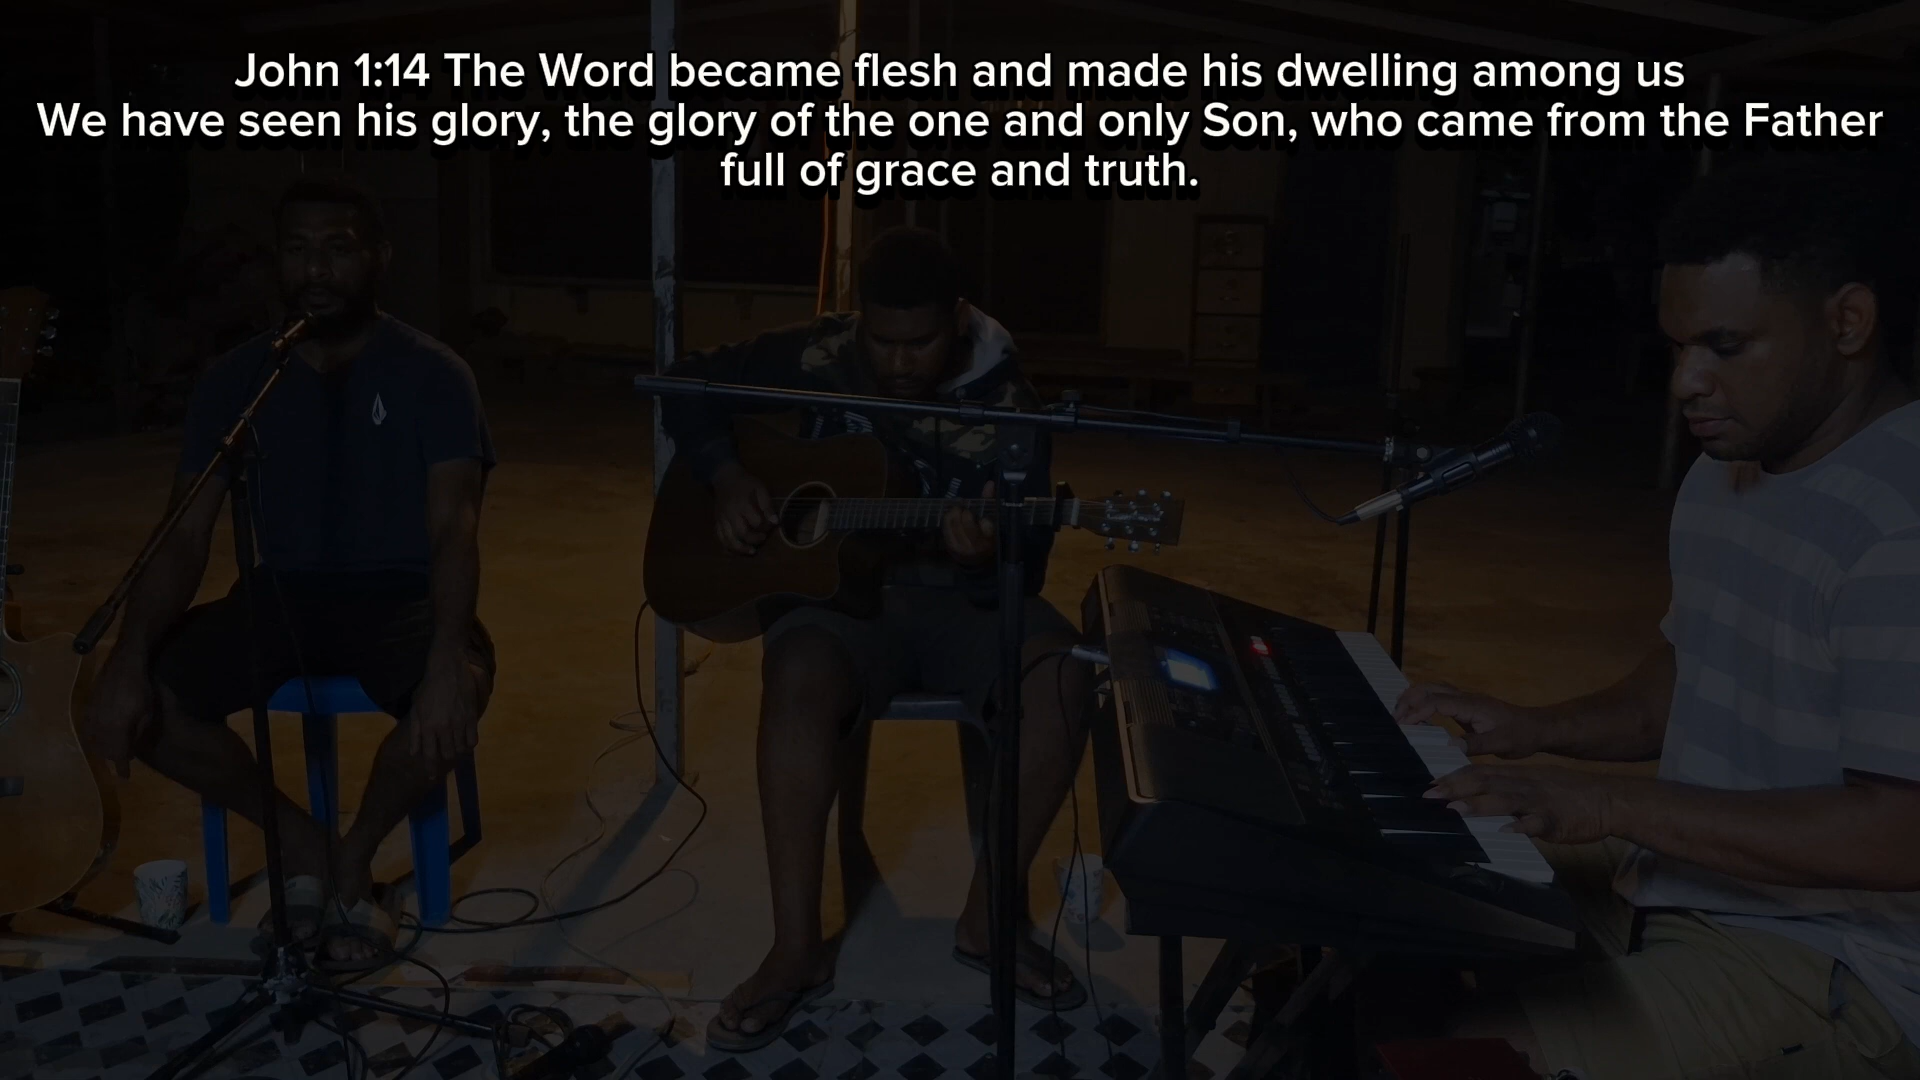 John 1:14 The Word became flesh and made his dwelling among us
We have seen his glory, the glory of the one and only Son, who came from the Father
full of grace and truth.